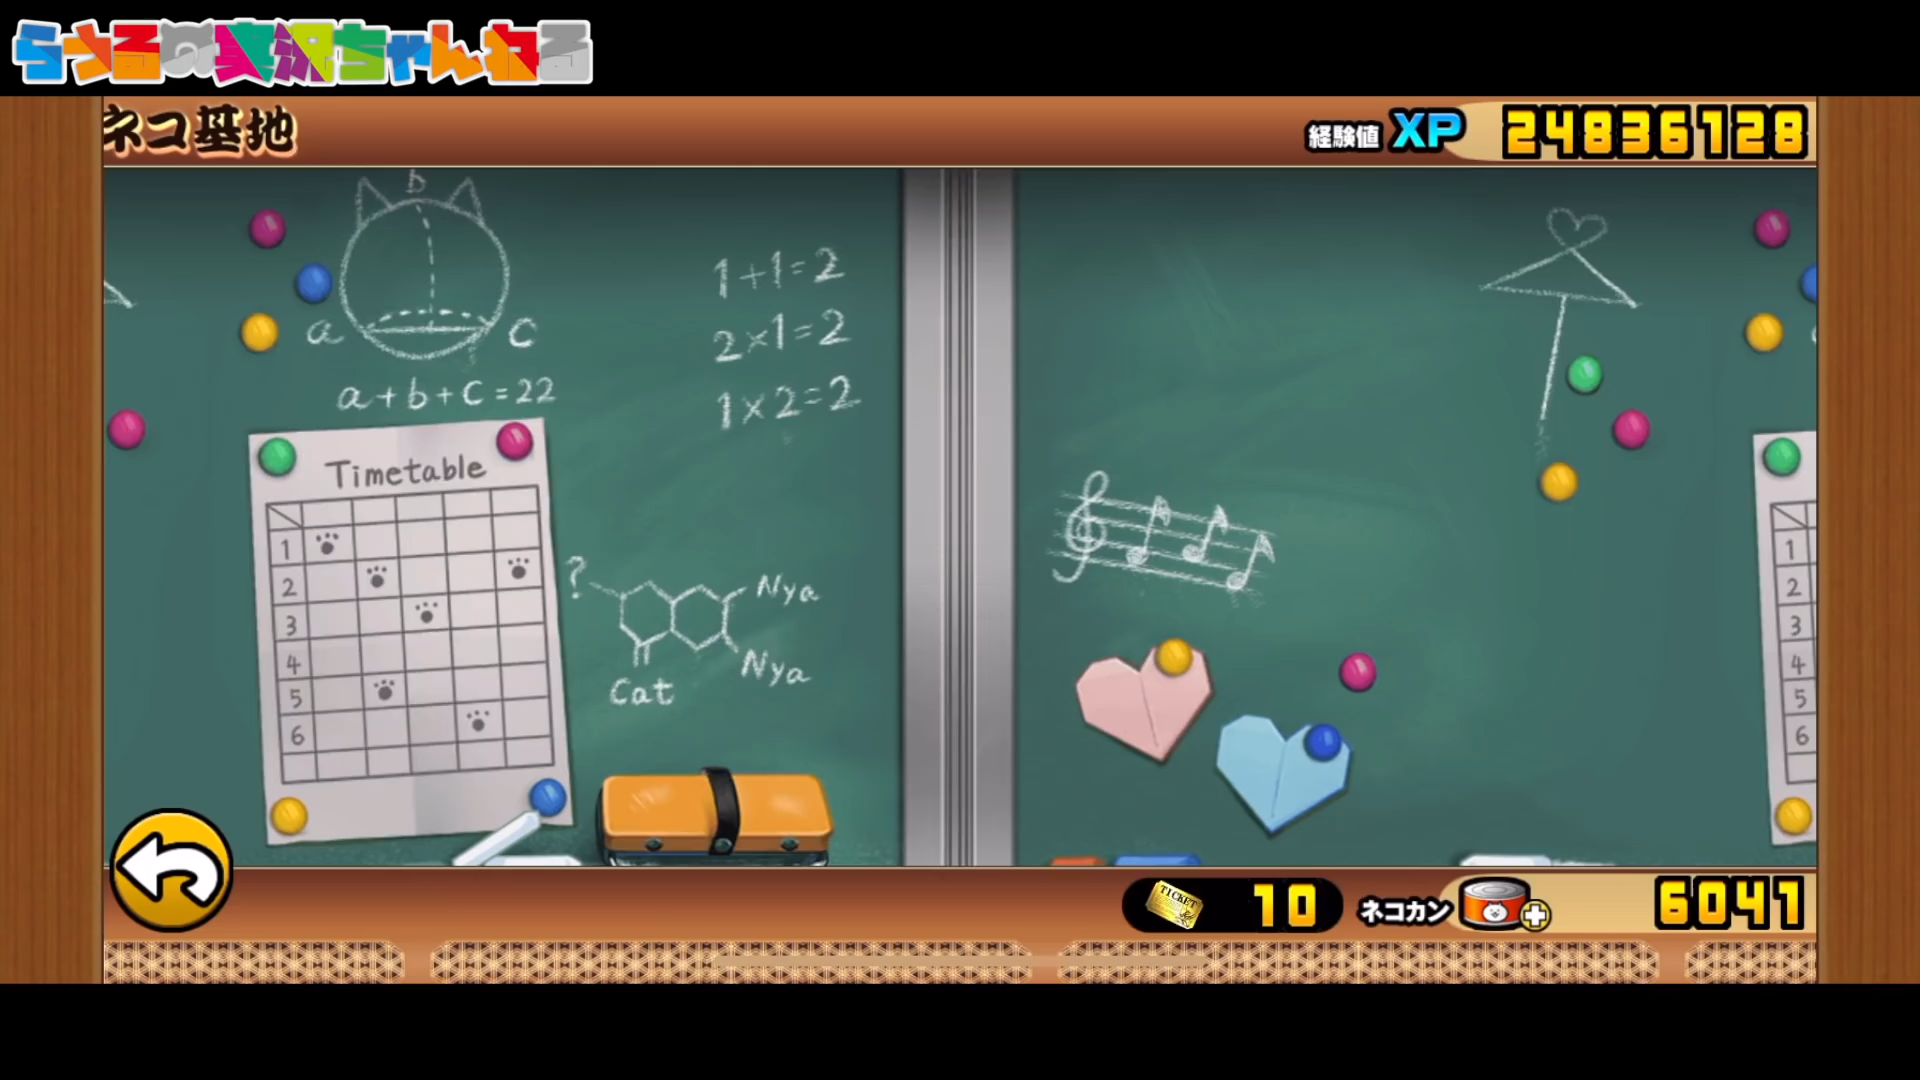 らうるの実況ちゃんねる
ネコ基地
経験値 XP 24836128
b
a
c
a+b+c=22
1+1=2
2×1=2
1×2=2
Timetable
1
2
3
4
5
6
?
Nya
Nya
Cat
1
2
3
4
5
6
TICKET
10
ネコカン
6041